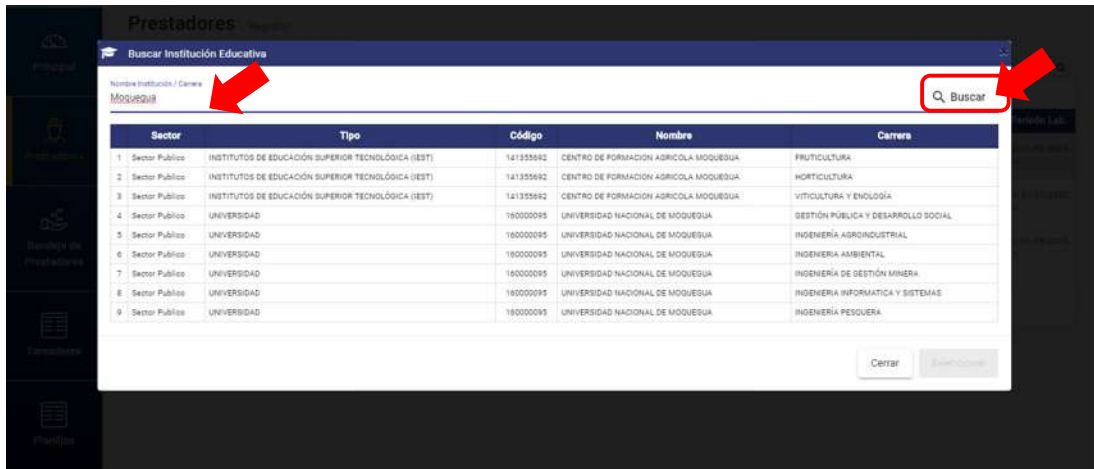 Prestadores
Principal
Buscar Institución Educativa
Nombre Institución / Carrera
Moquegua
Buscar
Periodo Lab.
Sector Tipo Código Nombre Carrera
1 Sector Publico INSTITUTOS DE EDUCACIÓN SUPERIOR TECNOLÓGICA (IEST) 141355692 CENTRO DE FORMACION AGRICOLA MOQUEGUA FRUTICULTURA
2 Sector Publico INSTITUTOS DE EDUCACIÓN SUPERIOR TECNOLÓGICA (IEST) 141355692 CENTRO DE FORMACION AGRICOLA MOQUEGUA HORTICULTURA
3 Sector Publico INSTITUTOS DE EDUCACIÓN SUPERIOR TECNOLÓGICA (IEST) 141355692 CENTRO DE FORMACION AGRICOLA MOQUEGUA VITICULTURA Y ENOLOGÍA
4 Sector Publico UNIVERSIDAD 160000095 UNIVERSIDAD NACIONAL DE MOQUEGUA GESTIÓN PÚBLICA Y DESARROLLO SOCIAL
5 Sector Publico UNIVERSIDAD 160000095 UNIVERSIDAD NACIONAL DE MOQUEGUA INGENIERÍA AGROINDUSTRIAL
6 Sector Publico UNIVERSIDAD 160000095 UNIVERSIDAD NACIONAL DE MOQUEGUA INGENIERIA AMBIENTAL
7 Sector Publico UNIVERSIDAD 160000095 UNIVERSIDAD NACIONAL DE MOQUEGUA INGENIERÍA DE GESTIÓN MINERA
8 Sector Publico UNIVERSIDAD 160000095 UNIVERSIDAD NACIONAL DE MOQUEGUA INGENIERIA INFORMATICA Y SISTEMAS
9 Sector Publico UNIVERSIDAD 160000095 UNIVERSIDAD NACIONAL DE MOQUEGUA INGENIERÍA PESQUERA
Prestadores
Bandeja de
Prestadores
Tomadores
Cerrar Seleccionar
Planillas